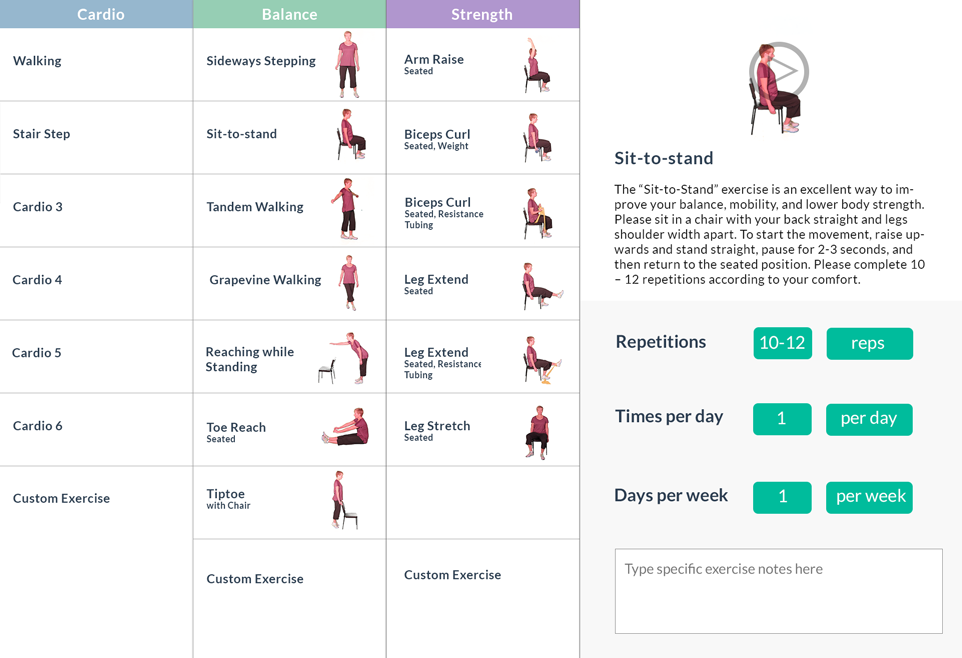 Cardio
Walking
Stair Step
Cardio 3
Cardio 4
Cardio 5
Cardio 6
Custom Exercise
Balance
Sideways Stepping
Sit-to-stand
Tandem Walking
Grapevine Walking
Reaching while
Standing
Toe Reach
Seated
Tiptoe
with Chair
Custom Exercise
Strength
Arm Raise
Seated
Biceps Curl
Seated, Weight
Biceps Curl
Seated, Resistance
Tubing
Leg Extend
Seated
Leg Extend
Seated, Resistance
Tubing
Leg Stretch
Seated
Custom Exercise
Sit-to-stand
The “Sit-to-Stand” exercise is an excellent way to im-
prove your balance, mobility, and lower body strength.
Please sit in a chair with your back straight and legs
shoulder width apart. To start the movement, raise up-
wards and stand straight, pause for 2-3 seconds, and
then return to the seated position. Please complete 10
– 12 repetitions according to your comfort.
Repetitions 10-12 reps
Times per day 1 per day
Days per week 1 per week
Type specific exercise notes here